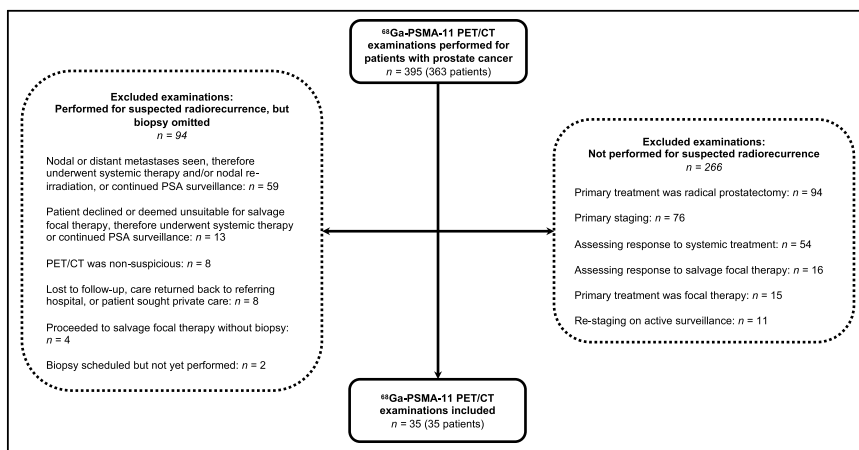 ⁶⁸Ga-PSMA-11 PET/CT
examinations performed for
patients with prostate cancer
n = 395 (363 patients)
Excluded examinations:
Performed for suspected radiorecurrence, but
biopsy omitted
n = 94
Nodal or distant metastases seen, therefore
underwent systemic therapy and/or nodal re-
irradiation, or continued PSA surveillance: n = 59
Patient declined or deemed unsuitable for salvage
focal therapy, therefore underwent systemic therapy
or continued PSA surveillance: n = 13
PET/CT was non-suspicious: n = 8
Lost to follow-up, care returned back to referring
hospital, or patient sought private care: n = 8
Proceeded to salvage focal therapy without biopsy:
n = 4
Biopsy scheduled but not yet performed: n = 2
Excluded examinations:
Not performed for suspected radiorecurrence
n = 266
Primary treatment was radical prostatectomy: n = 94
Primary staging: n = 76
Assessing response to systemic treatment: n = 54
Assessing response to salvage focal therapy: n = 16
Primary treatment was focal therapy: n = 15
Re-staging on active surveillance: n = 11
⁶⁸Ga-PSMA-11 PET/CT
examinations included
n = 35 (35 patients)